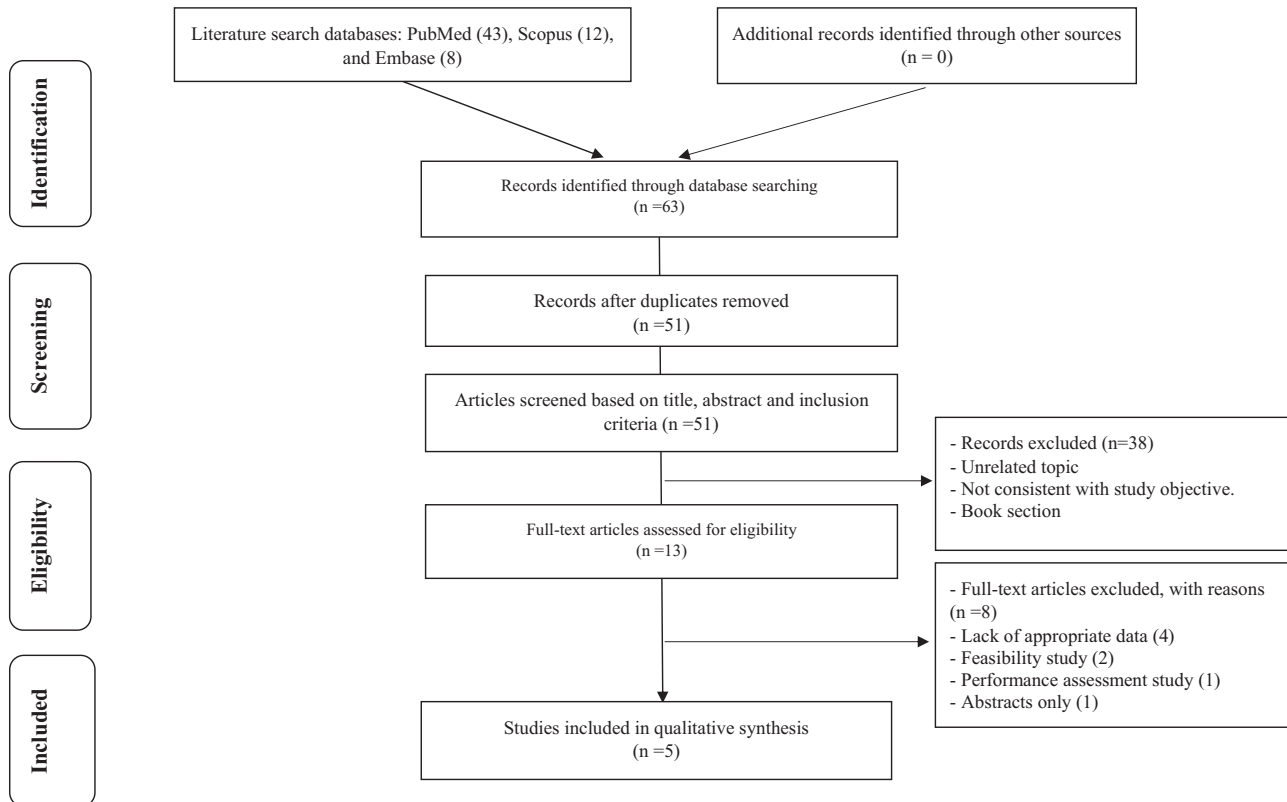 Literature search databases: PubMed (43), Scopus (12),
and Embase (8)
Additional records identified through other sources
(n = 0)
Identification
Records identified through database searching
(n =63)
Screening
Records after duplicates removed
(n =51)
Articles screened based on title, abstract and inclusion
criteria (n =51)
- Records excluded (n=38)
- Unrelated topic
- Not consistent with study objective.
- Book section
Eligibility
Full-text articles assessed for eligibility
(n =13)
- Full-text articles excluded, with reasons
(n =8)
- Lack of appropriate data (4)
- Feasibility study (2)
- Performance assessment study (1)
- Abstracts only (1)
Included
Studies included in qualitative synthesis
(n =5)